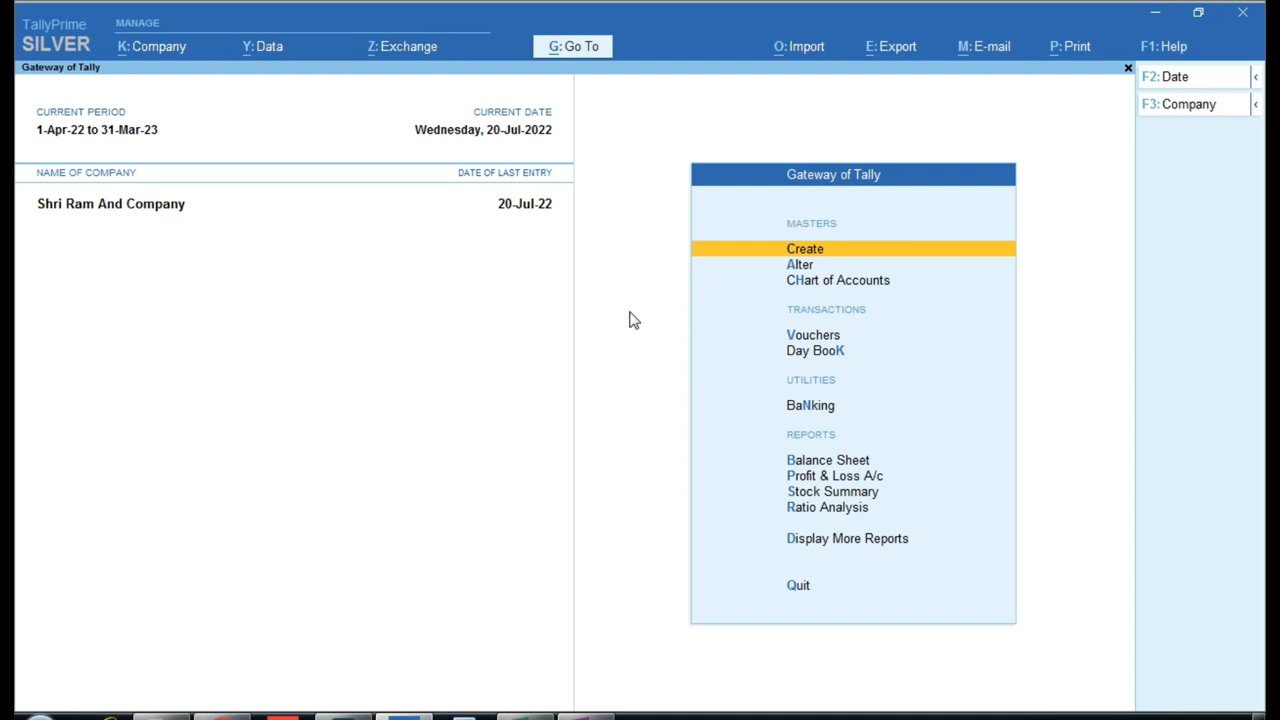 TallyPrime
SILVER
MANAGE
K: Company
Y: Data
Z: Exchange
G: Go To
O: Import
E: Export
M: E-mail
P: Print
F1: Help
Gateway of Tally
F2: Date
F3: Company
CURRENT PERIOD
CURRENT DATE
1-Apr-22 to 31-Mar-23
Wednesday, 20-Jul-2022
NAME OF COMPANY
DATE OF LAST ENTRY
Shri Ram And Company
20-Jul-22
Gateway of Tally
MASTERS
Create
Alter
CHart of Accounts
TRANSACTIONS
Vouchers
Day BooK
UTILITIES
BaNking
REPORTS
Balance Sheet
Profit & Loss A/c
Stock Summary
Ratio Analysis
Display More Reports
Quit